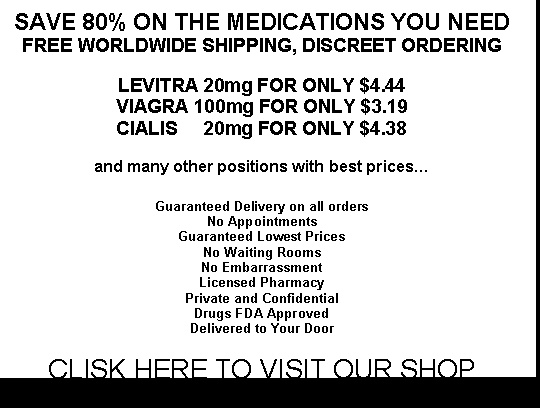 SAVE 80% ON THE MEDICATIONS YOU NEED
FREE WORLDWIDE SHIPPING, DISCREET ORDERING
LEVITRA 20mg FOR ONLY $4.44
VIAGRA 100mg FOR ONLY $3.19
CIALIS 20mg FOR ONLY $4.38
and many other positions with best prices...
Guaranteed Delivery on all orders
No Appointments
Guaranteed Lowest Prices
No Waiting Rooms
No Embarrassment
Licensed Pharmacy
Private and Confidential
Drugs FDA Approved
Delivered to Your Door
CLISK HERE TO VISIT OUR SHOP